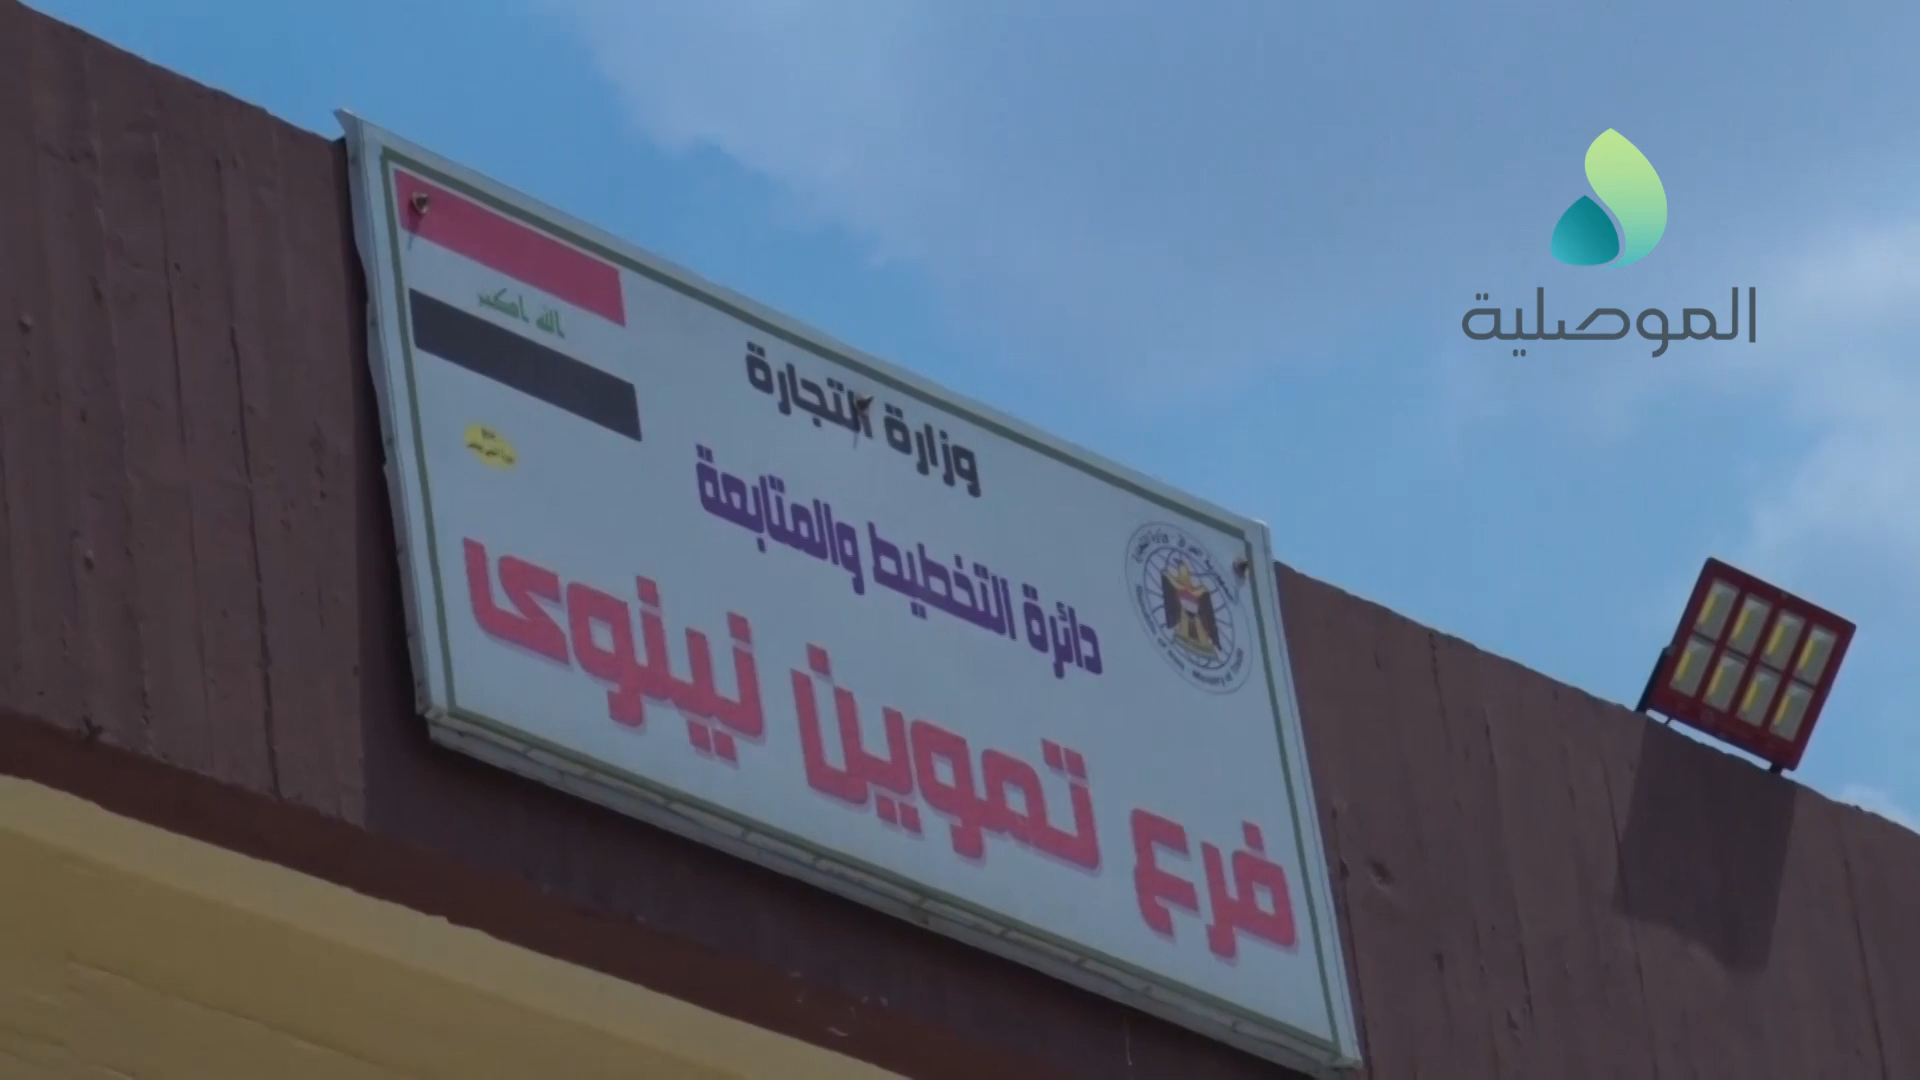 الموصلية
وزارة التجارة
دائرة التخطيط والمتابعة
فرع تموين نينوى
الله اكبر